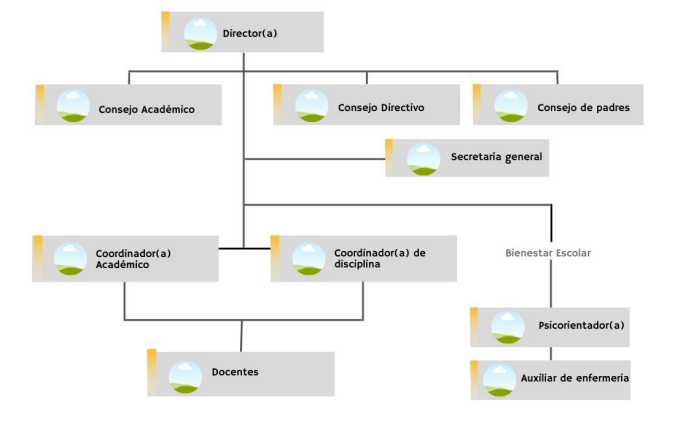 Director(a)
Consejo Académico
Consejo Directivo
Consejo de padres
Secretaría general
Coordinador(a)
Académico
Coordinador(a) de
disciplina
Bienestar Escolar
Psicorientador(a)
Docentes
Auxiliar de enfermería